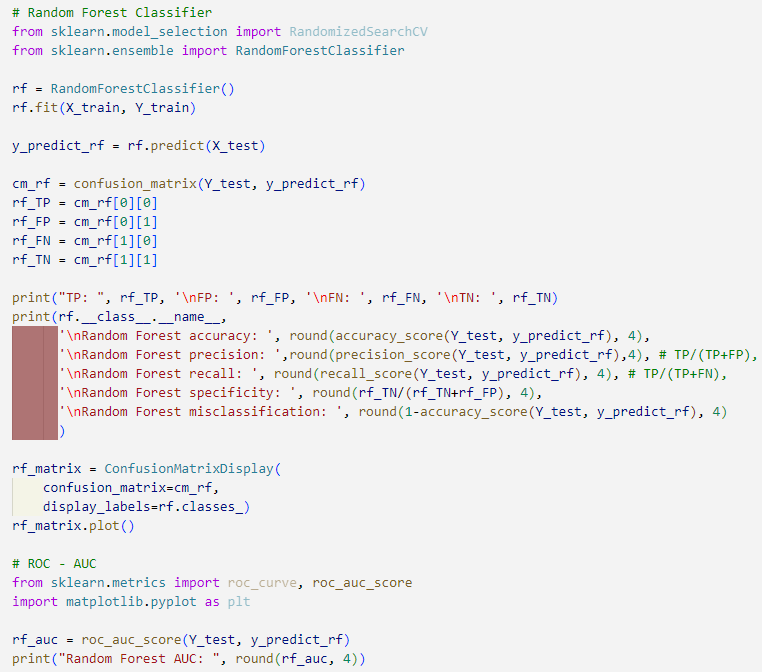 # Random Forest Classifier
from sklearn.model_selection import RandomizedSearchCV
from sklearn.ensemble import RandomForestClassifier
rf = RandomForestClassifier()
rf.fit(X_train, Y_train)
y_predict_rf = rf.predict(X_test)
cm_rf = confusion_matrix(Y_test, y_predict_rf)
rf_TP = cm_rf[0][0]
rf_FP = cm_rf[0][1]
rf_FN = cm_rf[1][0]
rf_TN = cm_rf[1][1]
print("TP: ", rf_TP, '\nFP: ', rf_FP, '\nFN: ', rf_FN, '\nTN: ', rf_TN)
print(rf.__class__.__name__,
'\nRandom Forest accuracy: ', round(accuracy_score(Y_test, y_predict_rf), 4),
'\nRandom Forest precision: ',round(precision_score(Y_test, y_predict_rf),4), # TP/(TP+FP),
'\nRandom Forest recall: ', round(recall_score(Y_test, y_predict_rf), 4), # TP/(TP+FN),
'\nRandom Forest specificity: ', round(rf_TN/(rf_TN+rf_FP), 4),
'\nRandom Forest misclassification: ', round(1-accuracy_score(Y_test, y_predict_rf), 4)
)
rf_matrix = ConfusionMatrixDisplay(
confusion_matrix=cm_rf,
display_labels=rf.classes_)
rf_matrix.plot()
# ROC - AUC
from sklearn.metrics import roc_curve, roc_auc_score
import matplotlib.pyplot as plt
rf_auc = roc_auc_score(Y_test, y_predict_rf)
print("Random Forest AUC: ", round(rf_auc, 4))